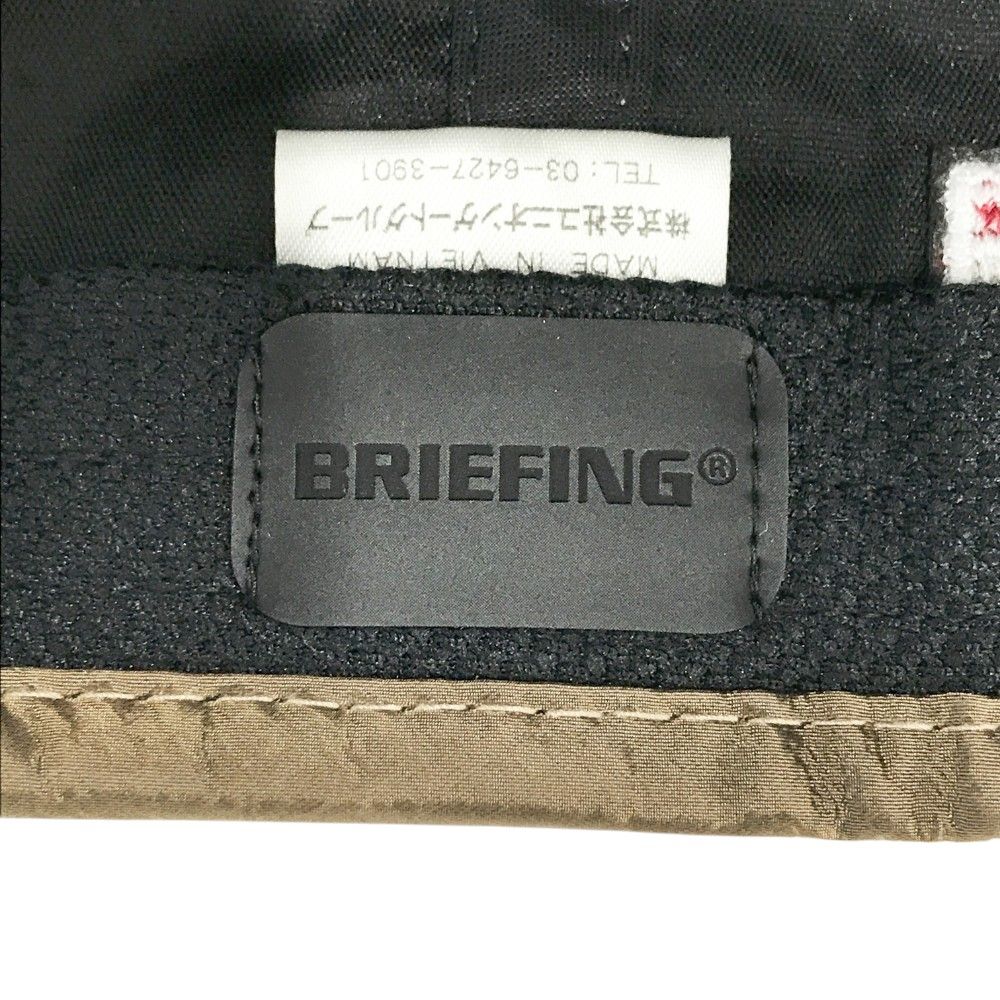 MADE IN VIETNAM
株式会社ユニオンゲートグループ
TEL: 03-6427-3901
BRIEFING®